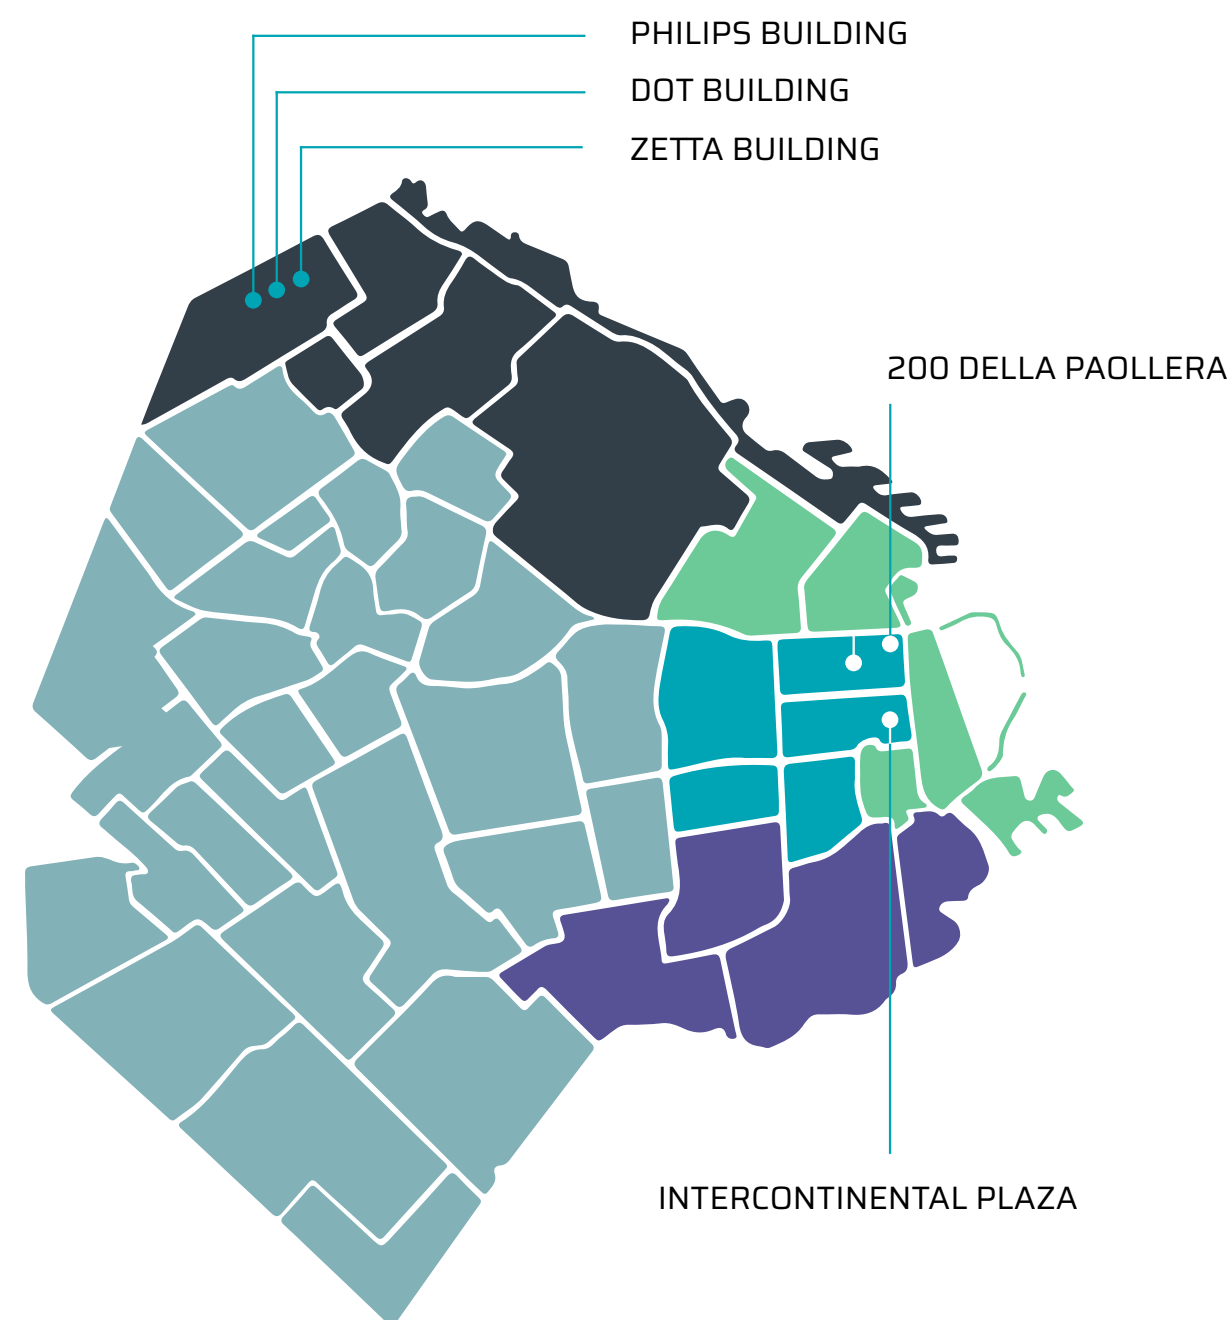 PHILIPS BUILDING
DOT BUILDING
ZETTA BUILDING
200 DELLA PAOLLERA
INTERCONTINENTAL PLAZA